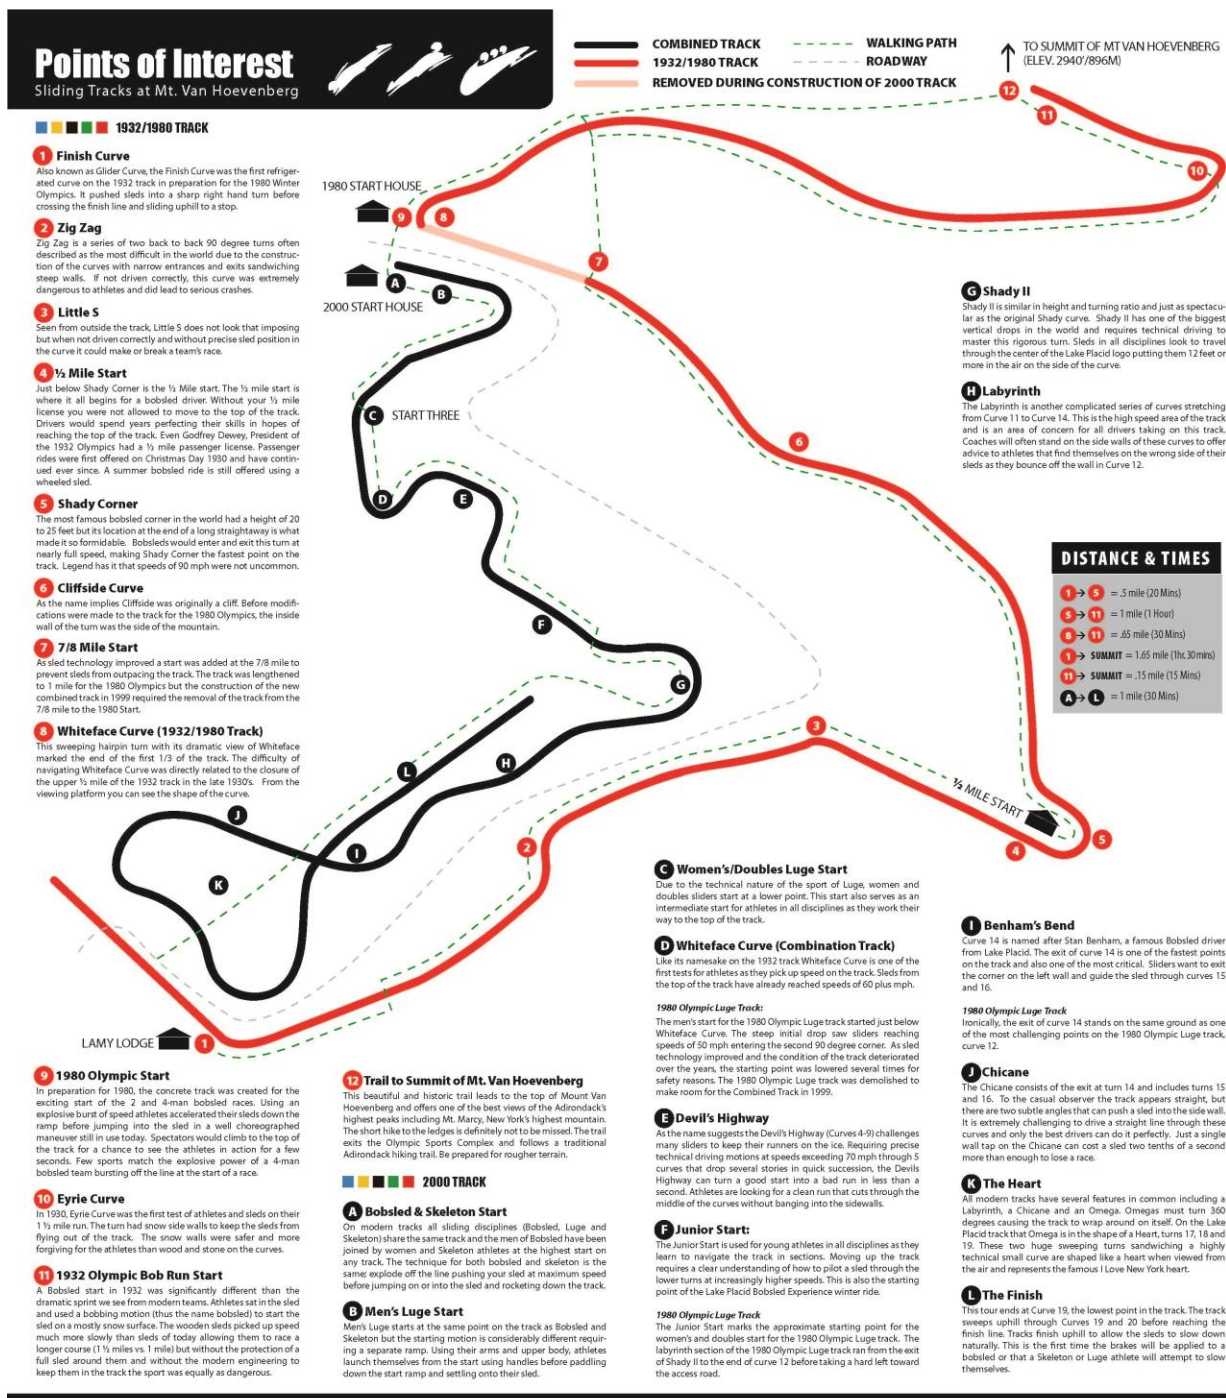 Points of Interest
Sliding Tracks at Mt. Van Hoevenberg
COMBINED TRACK
1932/1980 TRACK
REMOVED DURING CONSTRUCTION OF 2000 TRACK
WALKING PATH
ROADWAY
TO SUMMIT OF MT VAN HOEVENBERG
(ELEV. 2940'/896M)
1932/1980 TRACK
1 Finish Curve
Also known as Glider Curve, the Finish Curve was the first refriger-
ated curve on the 1932 track in preparation for the 1980 Winter
Olympics. It pushed sleds into a sharp right hand turn before
crossing the finish line and sliding uphill to a stop.
2 Zig Zag
Zig Zag is a series of two back to back 90 degree turns often
described as the most difficult in the world due to the construc-
tion of the curves with narrow entrances and exits sandwiching
steep walls. If not driven correctly, this curve was extremely
dangerous to athletes and did lead to serious crashes.
3 Little S
Seen from outside the track, Little S does not look that imposing
but when not driven correctly and without precise sled position in
the curve it could make or break a team's race.
4 ½ Mile Start
Just below Shady Corner is the ½ Mile start. The ½ mile start is
where it all begins for a bobsled driver. Without your ½ mile
license you were not allowed to move to the top of the track.
Drivers would spend years perfecting their skills in hopes of
reaching the top of the track. Even Godfrey Dewey, President of
the 1932 Olympics had a ½ mile passenger license. Passenger
rides were first offered on Christmas Day 1930 and have contin-
ued ever since. A summer bobsled ride is still offered using a
wheeled sled.
5 Shady Corner
The most famous bobsled corner in the world had a height of 20
to 25 feet but its location at the end of a long straightaway is what
made it so formidable. Bobsleds would enter and exit this turn at
nearly full speed, making Shady Corner the fastest point on the
track. Legend has it that speeds of 90 mph were not uncommon.
6 Cliffside Curve
As the name implies Cliffside was originally a cliff. Before modifi-
cations were made to the track for the 1980 Olympics, the inside
wall of the turn was the side of the mountain.
7 7/8 Mile Start
As sled technology improved a start was added at the 7/8 mile to
prevent sleds from outpacing the track. The track was lengthened
to 1 mile for the 1980 Olympics but the construction of the new
combined track in 1999 required the removal of the track from the
7/8 mile to the 1980 Start.
8 Whiteface Curve (1932/1980 Track)
This sweeping hairpin turn with its dramatic view of Whiteface
marked the end of the first 1/3 of the track. The difficulty of
navigating Whiteface Curve was directly related to the closure of
the upper ½ mile of the 1932 track in the late 1930's. From the
viewing platform you can see the shape of the curve.
12
11
10
1980 START HOUSE
9
8
7
A
B
2000 START HOUSE
C START THREE
6
D
E
F
G
3
H
L
½ MILE START
J
I
2
4
5
K
LAMY LODGE
1
G Shady II
Shady II is similar in height and turning ratio and just as spectacu-
lar as the original Shady curve. Shady II has one of the biggest
vertical drops in the world and requires technical driving to
master this rigorous turn. Sleds in all disciplines look to travel
through the center of the Lake Placid logo putting them 12 feet or
more in the air on the side of the curve.
H Labyrinth
The Labyrinth is another complicated series of curves stretching
from Curve 11 to Curve 14. This is the high speed area of the track
and is an area of concern for all drivers taking on this track.
Coaches will often stand on the side walls of these curves to offer
advice to athletes that find themselves on the wrong side of their
sleds as they bounce off the wall in Curve 12.
DISTANCE & TIMES
1 → 5 = .5 mile (20 Mins)
5 → 11 = 1 mile (1 Hour)
8 → 11 = .65 mile (30 Mins)
1 → SUMMIT = 1.65 mile (1hr. 30 mins)
11 → SUMMIT = .15 mile (15 Mins)
A → L = 1 mile (30 Mins)
9 1980 Olympic Start
In preparation for 1980, the concrete track was created for the
exciting start of the 2 and 4-man bobsled races. Using an
explosive burst of speed athletes accelerated their sleds down the
ramp before jumping into the sled in a well choreographed
maneuver still in use today. Spectators would climb to the top of
the track for a chance to see the athletes in action for a few
seconds. Few sports match the explosive power of a 4-man
bobsled team bursting off the line at the start of a race.
10 Eyrie Curve
In 1930, Eyrie Curve was the first test of athletes and sleds on their
1 ½ mile run. The turn had snow side walls to keep the sleds from
flying out of the track. The snow walls were safer and more
forgiving for the athletes than wood and stone on the curves.
11 1932 Olympic Bob Run Start
A Bobsled start in 1932 was significantly different than the
dramatic sprint we see from modern teams. Athletes sat in the sled
and used a bobbing motion (thus the name bobsled) to start the
sled on a mostly snow surface. The wooden sleds picked up speed
much more slowly than sleds of today allowing them to race a
longer course (1 ½ miles vs. 1 mile) but without the protection of a
full sled around them and without the modern engineering to
keep them in the track the sport was equally as dangerous.
12 Trail to Summit of Mt. Van Hoevenberg
This beautiful and historic trail leads to the top of Mount Van
Hoevenberg and offers one of the best views of the Adirondack's
highest peaks including Mt. Marcy, New York's highest mountain.
The short hike to the ledges is definitely not to be missed. The trail
exits the Olympic Sports Complex and follows a traditional
Adirondack hiking trail. Be prepared for rougher terrain.
2000 TRACK
A Bobsled & Skeleton Start
On modern tracks all sliding disciplines (Bobsled, Luge and
Skeleton) share the same track and the men of Bobsled have been
joined by women and Skeleton athletes at the highest start on
any track. The technique for both bobsled and skeleton is the
same: explode off the line pushing your sled at maximum speed
before jumping on or into the sled and rocketing down the track.
B Men's Luge Start
Men's Luge starts at the same point on the track as Bobsled and
Skeleton but the starting motion is considerably different requir-
ing a separate ramp. Using their arms and upper body, athletes
launch themselves from the start using handles before paddling
down the start ramp and settling onto their sled.
C Women's/Doubles Luge Start
Due to the technical nature of the sport of Luge, women and
doubles sliders start at a lower point. This start also serves as an
intermediate start for athletes in all disciplines as they work their
way to the top of the track.
D Whiteface Curve (Combination Track)
Like its namesake on the 1932 track Whiteface Curve is one of the
first tests for athletes as they pick up speed on the track. Sleds from
the top of the track have already reached speeds of 60 plus mph.
1980 Olympic Luge Track:
The men's start for the 1980 Olympic Luge track started just below
Whiteface Curve. The steep initial drop saw sliders reaching
speeds of 50 mph entering the second 90 degree corner. As sled
technology improved and the condition of the track deteriorated
over the years, the starting point was lowered several times for
safety reasons. The 1980 Olympic Luge Track was demolished to
make room for the Combined Track in 1999.
E Devil's Highway
As the name suggests the Devil's Highway (Curves 4-9) challenges
many sliders to keep their runners on the ice. Requiring precise
technical driving motions at speeds exceeding 70 mph through 5
curves that drop several stories in quick succession, the Devils
Highway can turn a good start into a bad run in less than a
second. Athletes are looking for a clean run that cuts through the
middle of the curves without banging into the sidewalls.
F Junior Start:
The Junior Start is used for young athletes in all disciplines as they
learn to navigate the track in sections. Moving up the track
requires a clear understanding of how to pilot a sled through the
lower turns at increasingly higher speeds. This is also the starting
point of the Lake Placid Bobsled Experience winter ride.
1980 Olympic Luge Track
The Junior Start marks the approximate starting point for the
women's and doubles start for the 1980 Olympic Luge track. The
labyrinth section of the 1980 Olympic Luge Track ran from the exit
of Shady II to the end of curve 12 before taking a hard left toward
the access road.
I Benham's Bend
Curve 14 is named after Stan Benham, a famous Bobsled driver
from Lake Placid. The exit of curve 14 is one of the fastest points
on the track and also one of the most critical. Sliders want to exit
the corner on the left wall and guide the sled through curves 15
and 16.
1980 Olympic Luge Track
Ironically, the exit of curve 14 stands on the same ground as one
of the most challenging points on the 1980 Olympic Luge track,
curve 12.
J Chicane
The Chicane consists of the exit at turn 14 and includes turns 15
and 16. To the casual observer the track appears straight, but
there are two subtle angles that can push a sled into the side wall.
It is extremely challenging to drive a straight line through these
curves and only the best drivers can do it perfectly. Just a single
wall tap on the Chicane can cost a sled two tenths of a second
more than enough to lose a race.
K The Heart
All modern tracks have several features in common including a
Labyrinth, a Chicane and an Omega. Omegas must turn 360
degrees causing the track to wrap around on itself. On the Lake
Placid track that Omega is in the shape of a Heart, turns 17, 18 and
19. These two huge sweeping turns sandwiching a highly
technical small curve are shaped like a heart when viewed from
the air and represents the famous I Love New York heart.
L The Finish
This tour ends at Curve 19, the lowest point in the track. The track
sweeps uphill through Curves 19 and 20 before reaching the
finish line. Tracks finish uphill to allow the sleds to slow down
naturally. This is the first time the brakes will be applied to a
bobsled or that a Skeleton or Luge athlete will attempt to slow
themselves.